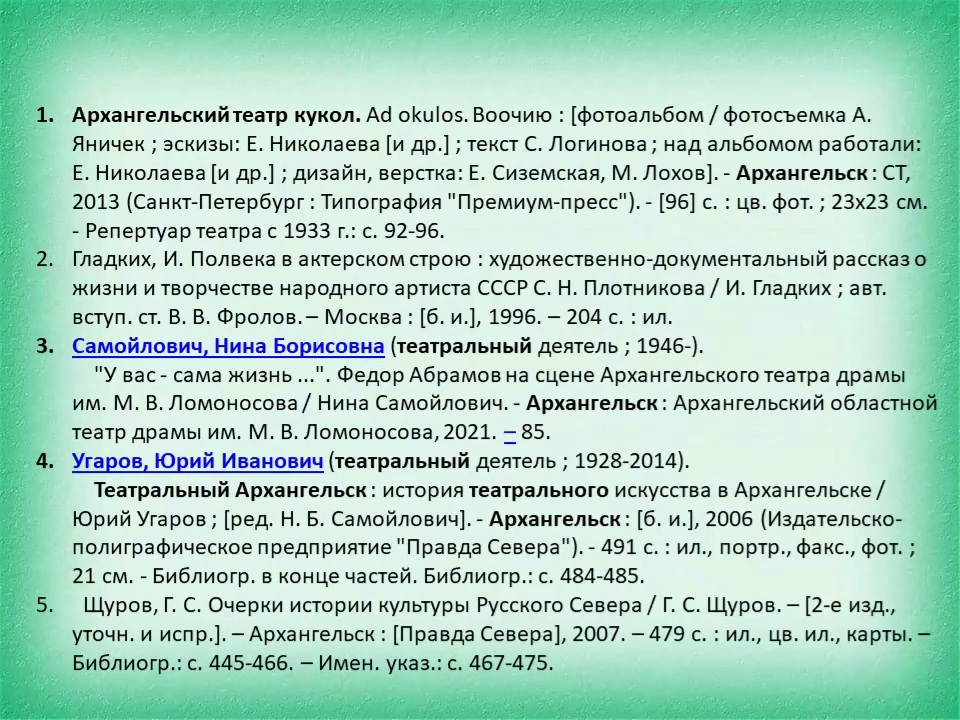 1. Архангельский театр кукол. Ad okulos. Воочию : [фотоальбом / фотосъемка А.
Яничек ; эскизы: Е. Николаева [и др.] ; текст С. Логинова ; над альбомом работали:
Е. Николаева [и др.] ; дизайн, верстка: Е. Сиземская, М. Лохов]. - Архангельск : СТ,
2013 (Санкт-Петербург : Типография "Премиум-пресс"). - [96] с. : цв. фот. ; 23х23 см.
- Репертуар театра с 1933 г.: с. 92-96.
2. Гладких, И. Полвека в актерском строю : художественно-документальный рассказ о
жизни и творчестве народного артиста СССР С. Н. Плотникова / И. Гладких ; авт.
вступ. ст. В. В. Фролов. – Москва : [б. и.], 1996. – 204 с. : ил.
3. Самойлович, Нина Борисовна (театральный деятель ; 1946-).
"У вас - сама жизнь ...". Федор Абрамов на сцене Архангельского театра драмы
им. М. В. Ломоносова / Нина Самойлович. - Архангельск : Архангельский областной
театр драмы им. М. В. Ломоносова, 2021. – 85.
4. Угаров, Юрий Иванович (театральный деятель ; 1928-2014).
Театральный Архангельск : история театрального искусства в Архангельске /
Юрий Угаров ; [ред. Н. Б. Самойлович]. - Архангельск : [б. и.], 2006 (Издательско-
полиграфическое предприятие "Правда Севера"). - 491 с. : ил., портр., факс., фот. ;
21 см. - Библиогр. в конце частей. Библиогр.: с. 484-485.
5. Щуров, Г. С. Очерки истории культуры Русского Севера / Г. С. Щуров. – [2-е изд.,
уточн. и испр.]. – Архангельск : [Правда Севера], 2007. – 479 с. : ил., цв. ил., карты. –
Библиогр.: с. 445-466. – Имен. указ.: с. 467-475.